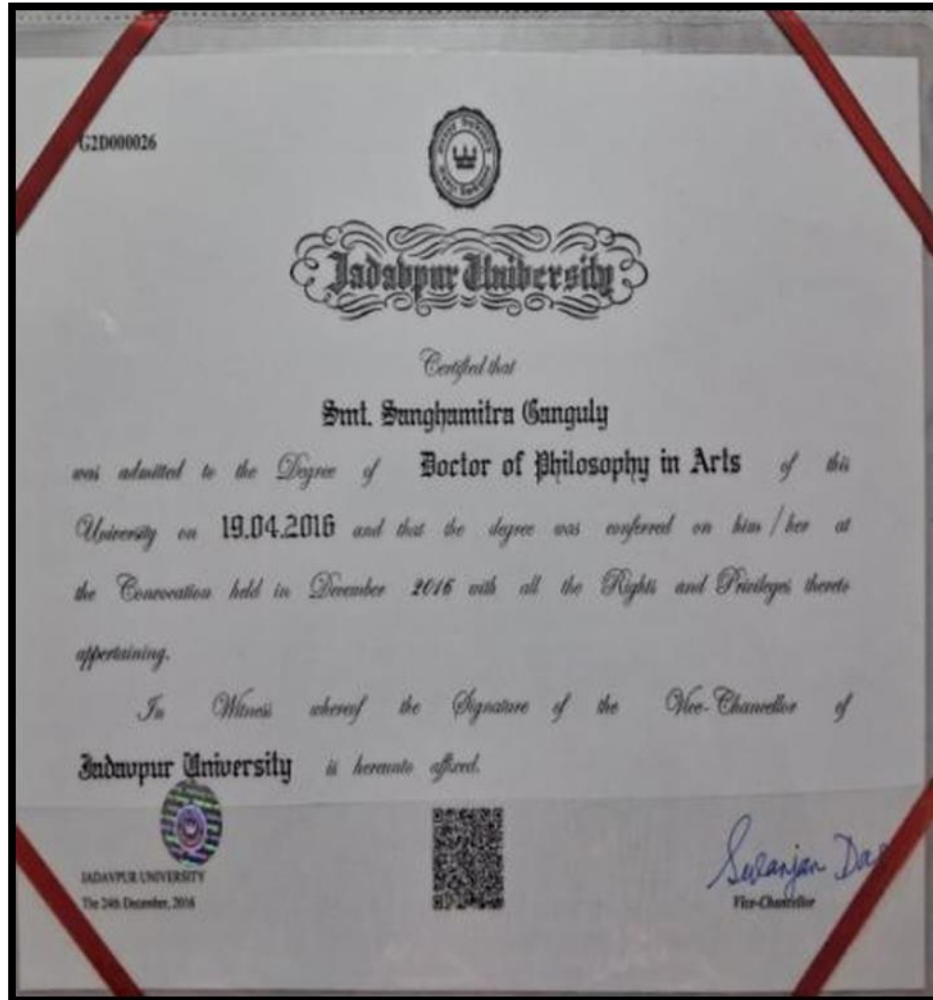 G2D000026
Jadavpur University
Certified that
Smt. Sanghamitra Ganguly
was admitted to the Degree of Doctor of Philosophy in Arts of this
University on 19.04.2016 and that the degree was conferred on him / her at
the Convocation held in December 2016 with all the Rights and Privileges thereto
appertaining.
In Witness whereof the Signature of the Vice-Chancellor of
Jadavpur University is hereunto affixed.
JADAVPUR UNIVERSITY
The 24th December, 2016
Suranjan Das
Vice-Chancellor